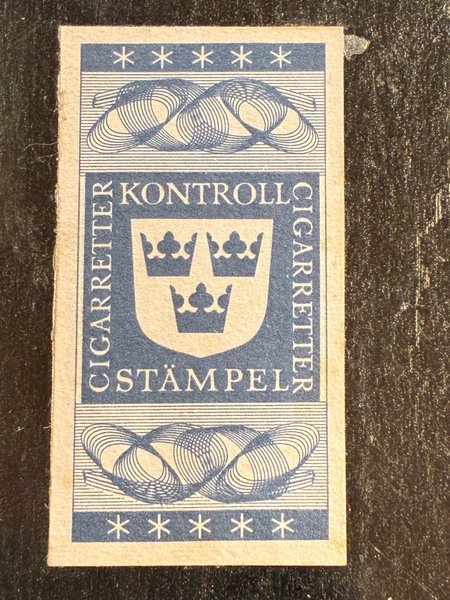 * * * * *
KONTROLL
CIGARRETTER
CIGARRETTER
STÄMPEL
* * * * *